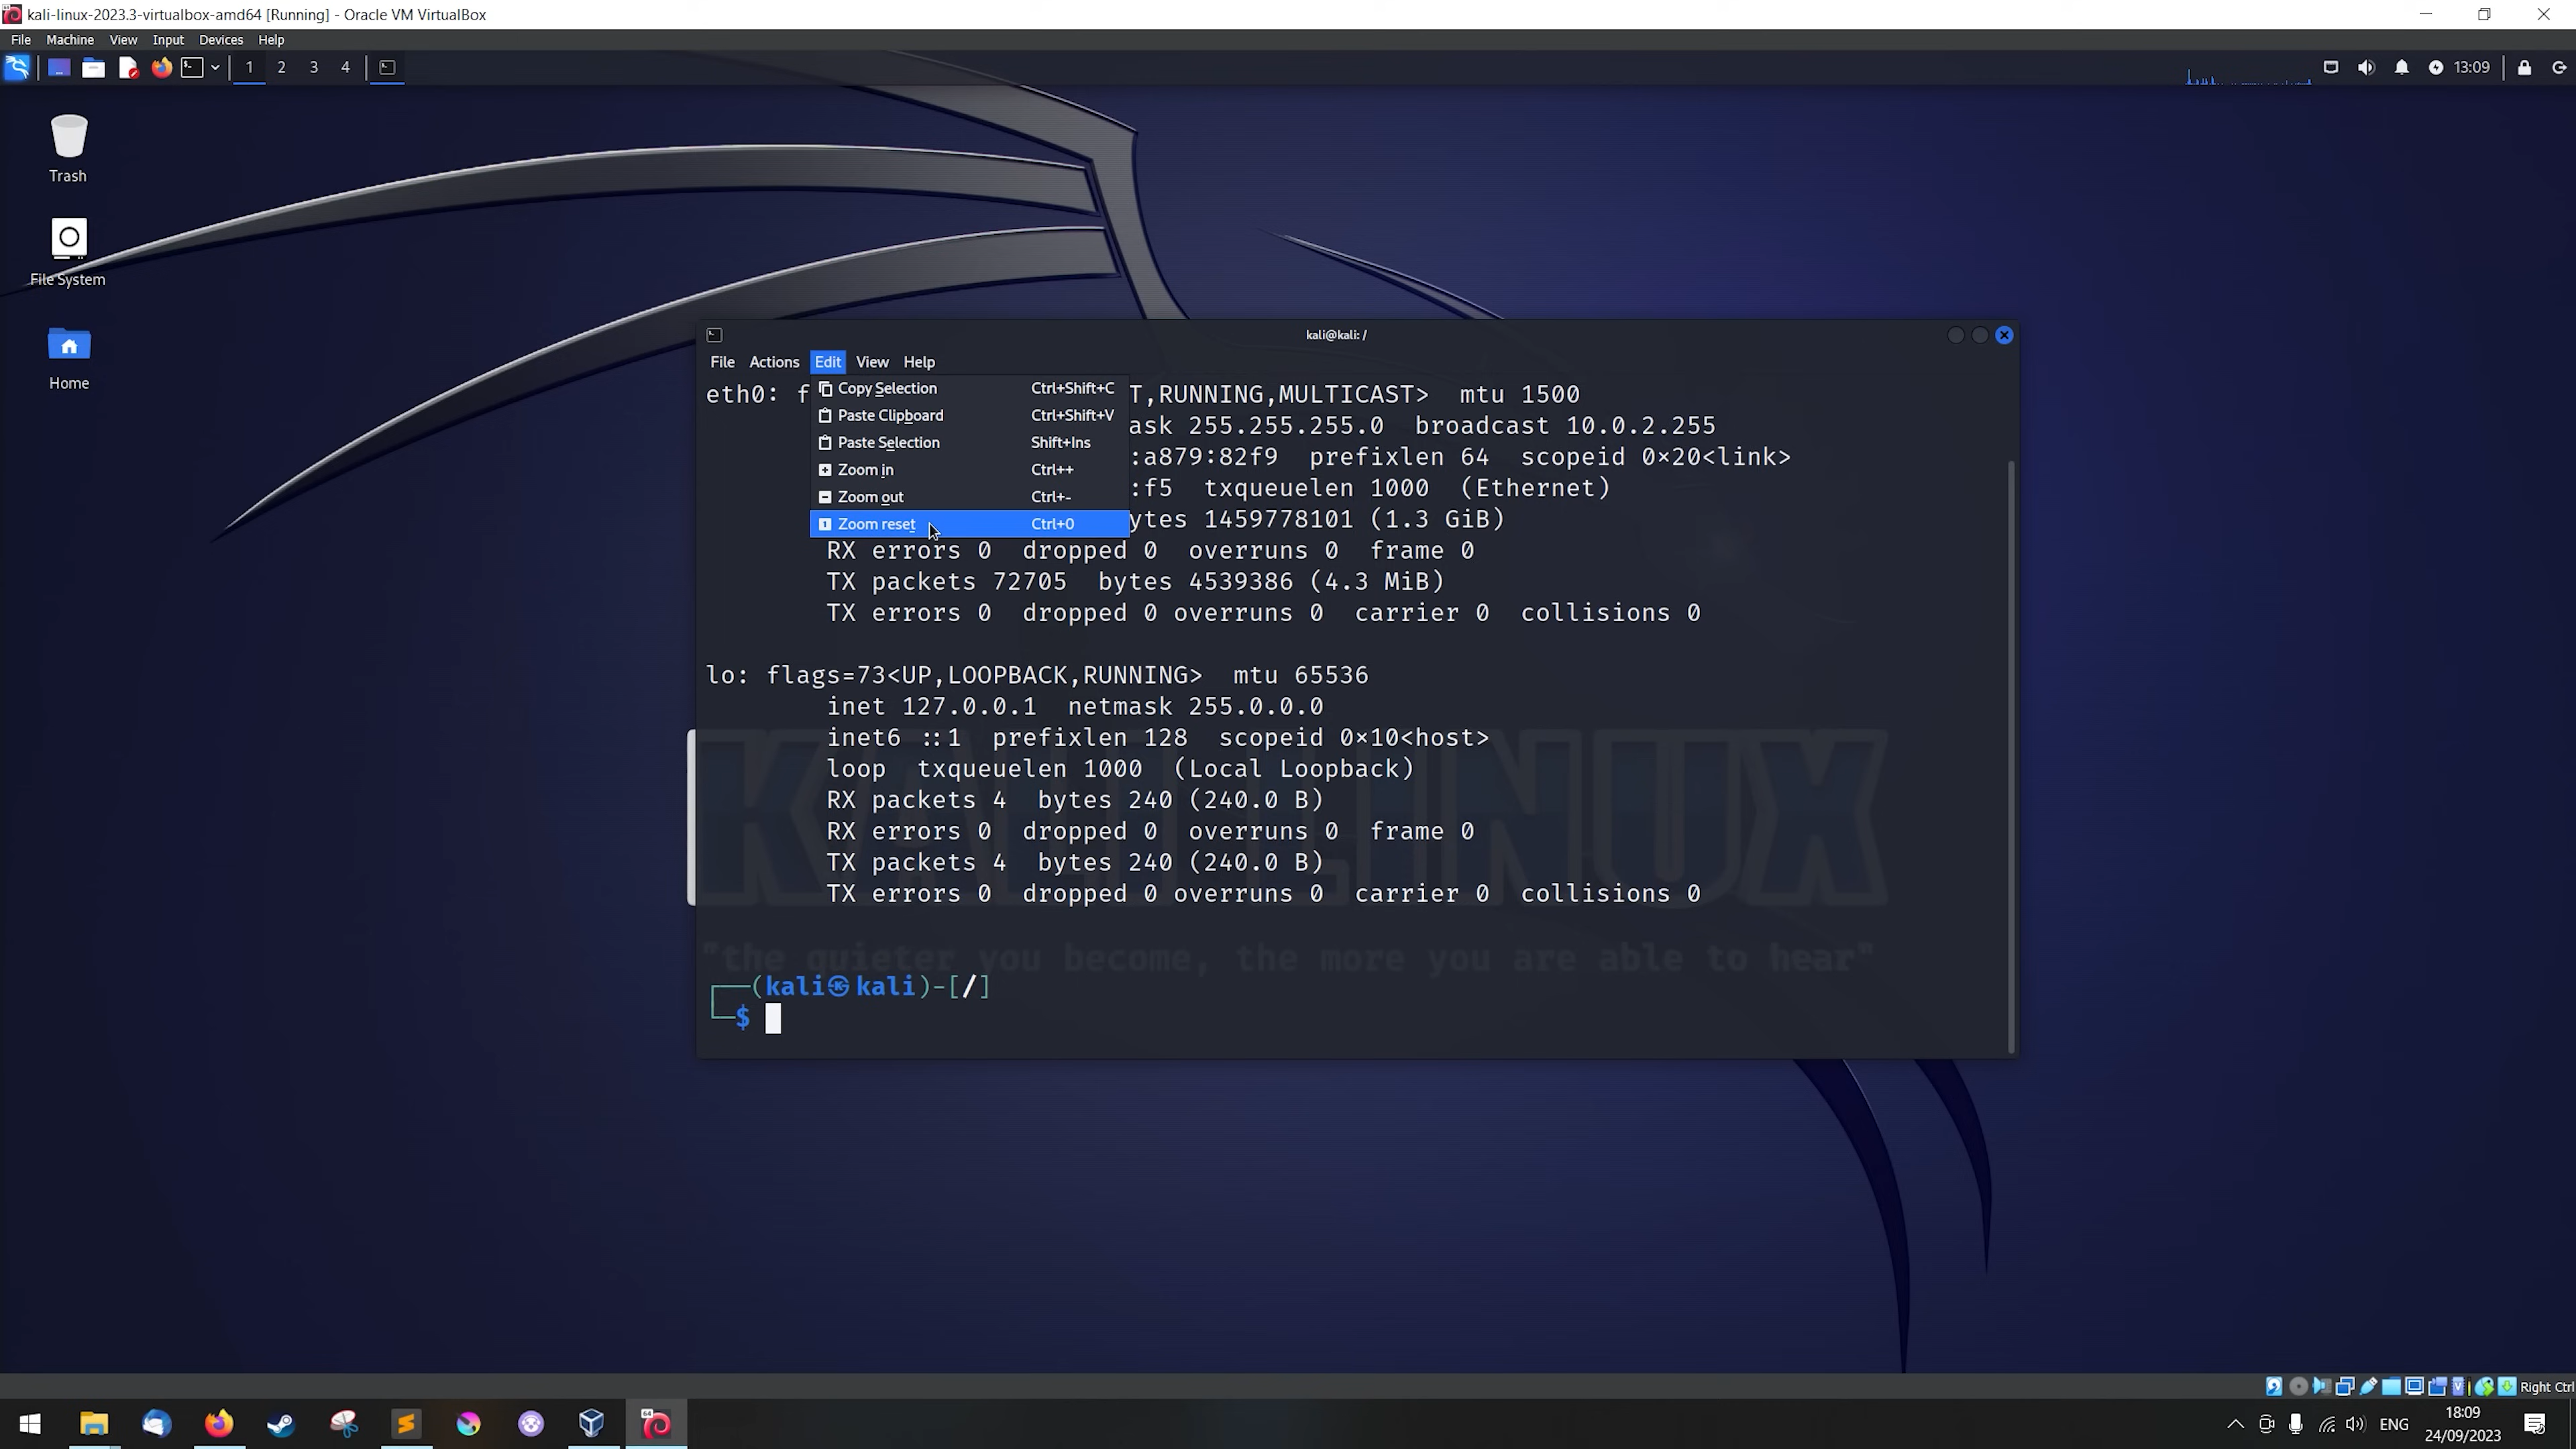 kali-linux-2023.3-virtualbox-amd64 [Running] - Oracle VM VirtualBox
File Machine View Input Devices Help
1 2 3 4 13:09
Trash
File System
Home
kali@kali: /
File Actions Edit View Help
Copy Selection Ctrl+Shift+C
Paste Clipboard Ctrl+Shift+V
Paste Selection Shift+Ins
Zoom in Ctrl++
Zoom out Ctrl+-
Zoom reset Ctrl+0
eth0: f T,RUNNING,MULTICAST> mtu 1500
ask 255.255.255.0 broadcast 10.0.2.255
:a879:82f9 prefixlen 64 scopeid 0×20<link>
:f5 txqueuelen 1000 (Ethernet)
ytes 1459778101 (1.3 GiB)
RX errors 0 dropped 0 overruns 0 frame 0
TX packets 72705 bytes 4539386 (4.3 MiB)
TX errors 0 dropped 0 overruns 0 carrier 0 collisions 0
lo: flags=73<UP,LOOPBACK,RUNNING> mtu 65536
inet 127.0.0.1 netmask 255.0.0.0
inet6 ::1 prefixlen 128 scopeid 0×10<host>
loop txqueuelen 1000 (Local Loopback)
RX packets 4 bytes 240 (240.0 B)
RX errors 0 dropped 0 overruns 0 frame 0
TX packets 4 bytes 240 (240.0 B)
TX errors 0 dropped 0 overruns 0 carrier 0 collisions 0
KALI LINUX
"the quieter you become, the more you are able to hear"
┌──(kali㉿kali)-[/]
└─$
Right Ctrl
ENG
18:09
24/09/2023